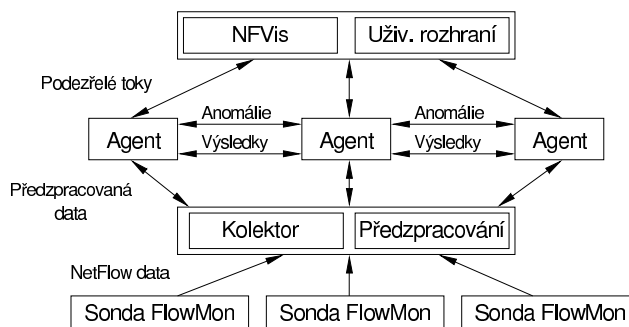 NFVis
Uživ. rozhraní
Podezřelé toky
Anomálie
Anomálie
Agent
Výsledky
Agent
Výsledky
Agent
Předzpracovaná
data
Kolektor
Předzpracování
NetFlow data
Sonda FlowMon
Sonda FlowMon
Sonda FlowMon